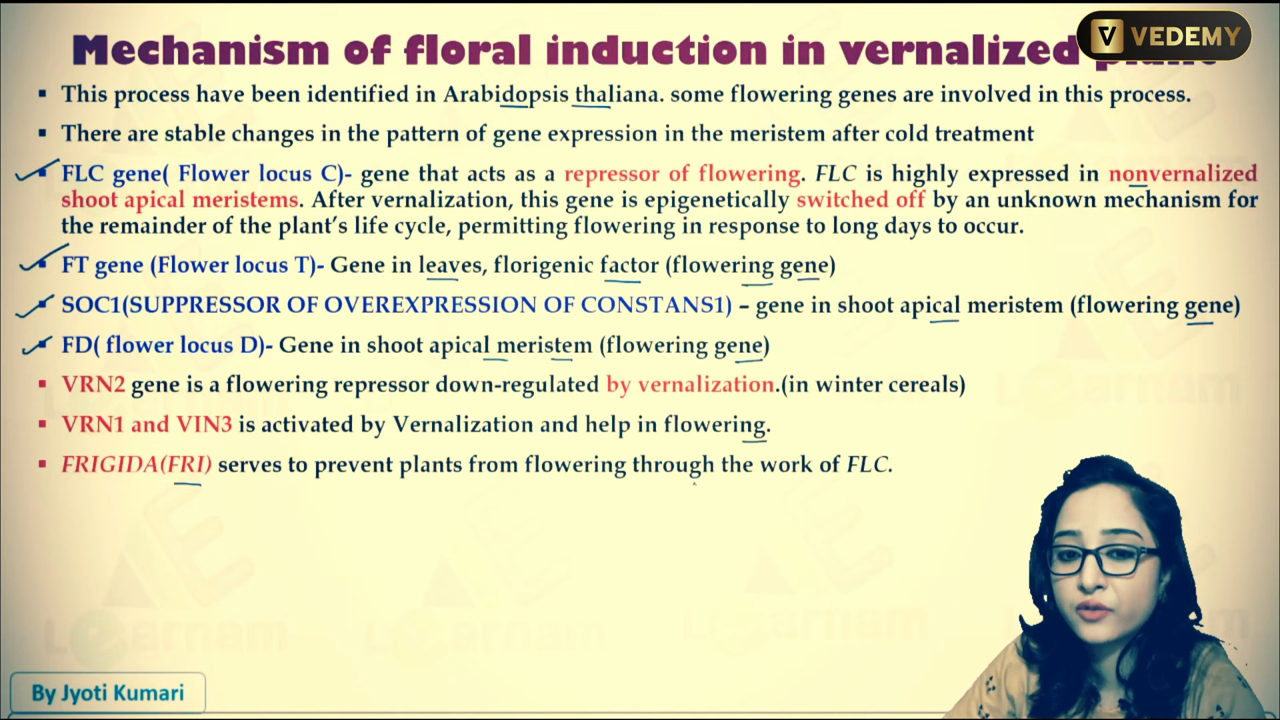 Mechanism of floral induction in vernalized plant
VEDEMY
▪ This process have been identified in Arabidopsis thaliana. some flowering genes are involved in this process.
▪ There are stable changes in the pattern of gene expression in the meristem after cold treatment
▪ FLC gene( Flower locus C)- gene that acts as a repressor of flowering. FLC is highly expressed in nonvernalized
shoot apical meristems. After vernalization, this gene is epigenetically switched off by an unknown mechanism for
the remainder of the plant's life cycle, permitting flowering in response to long days to occur.
▪ FT gene (Flower locus T)- Gene in leaves, florigenic factor (flowering gene)
▪ SOC1(SUPPRESSOR OF OVEREXPRESSION OF CONSTANS1) – gene in shoot apical meristem (flowering gene)
▪ FD( flower locus D)- Gene in shoot apical meristem (flowering gene)
▪ VRN2 gene is a flowering repressor down-regulated by vernalization.(in winter cereals)
▪ VRN1 and VIN3 is activated by Vernalization and help in flowering.
▪ FRIGIDA(FRI) serves to prevent plants from flowering through the work of FLC.
By Jyoti Kumari